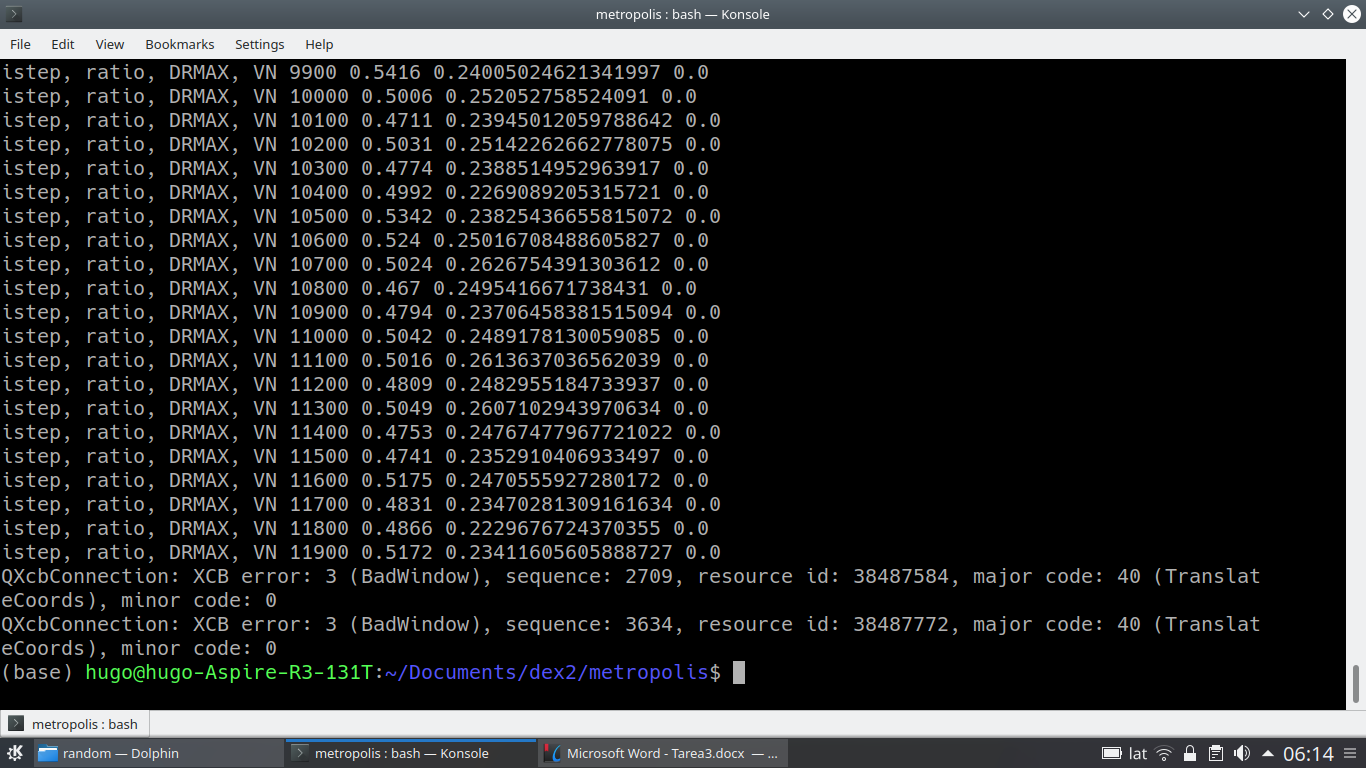 metropolis : bash — Konsole
File Edit View Bookmarks Settings Help
istep, ratio, DRMAX, VN 9900 0.5416 0.24005024621341997 0.0
istep, ratio, DRMAX, VN 10000 0.5006 0.252052758524091 0.0
istep, ratio, DRMAX, VN 10100 0.4711 0.23945012059788642 0.0
istep, ratio, DRMAX, VN 10200 0.5031 0.25142262662778075 0.0
istep, ratio, DRMAX, VN 10300 0.4774 0.2388514952963917 0.0
istep, ratio, DRMAX, VN 10400 0.4992 0.2269089205315721 0.0
istep, ratio, DRMAX, VN 10500 0.5342 0.23825436655815072 0.0
istep, ratio, DRMAX, VN 10600 0.524 0.25016708488605827 0.0
istep, ratio, DRMAX, VN 10700 0.5024 0.2626754391303612 0.0
istep, ratio, DRMAX, VN 10800 0.467 0.2495416671738431 0.0
istep, ratio, DRMAX, VN 10900 0.4794 0.23706458381515094 0.0
istep, ratio, DRMAX, VN 11000 0.5042 0.2489178130059085 0.0
istep, ratio, DRMAX, VN 11100 0.5016 0.2613637036562039 0.0
istep, ratio, DRMAX, VN 11200 0.4809 0.2482955184733937 0.0
istep, ratio, DRMAX, VN 11300 0.5049 0.2607102943970634 0.0
istep, ratio, DRMAX, VN 11400 0.4753 0.24767477967721022 0.0
istep, ratio, DRMAX, VN 11500 0.4741 0.2352910406933497 0.0
istep, ratio, DRMAX, VN 11600 0.5175 0.2470555927280172 0.0
istep, ratio, DRMAX, VN 11700 0.4831 0.23470281309161634 0.0
istep, ratio, DRMAX, VN 11800 0.4866 0.2229676724370355 0.0
istep, ratio, DRMAX, VN 11900 0.5172 0.23411605605888727 0.0
QXcbConnection: XCB error: 3 (BadWindow), sequence: 2709, resource id: 38487584, major code: 40 (Translat
eCoords), minor code: 0
QXcbConnection: XCB error: 3 (BadWindow), sequence: 3634, resource id: 38487772, major code: 40 (Translat
eCoords), minor code: 0
(base) hugo@hugo-Aspire-R3-131T:~/Documents/dex2/metropolis$
metropolis : bash
random — Dolphin metropolis : bash — Konsole Microsoft Word - Tarea3.docx — ... lat 06:14